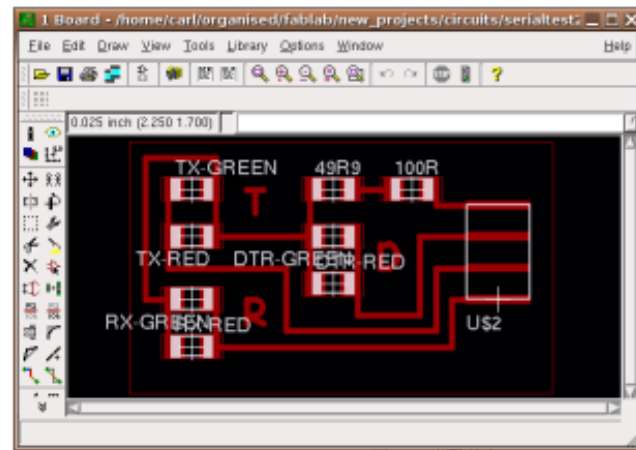 1 Board - /home/carl/organised/fablab/new_projects/circuits/serialtest2
File Edit Draw View Tools Library Options Window Help
0.025 inch (2.250 1.700)
TX-GREEN 49R9 100R
T
TX-RED DTR-GREEN DTR-RED
D
RX-GREEN RX-RED R
U$2